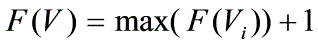 F(V) = max(F(V_i)) + 1